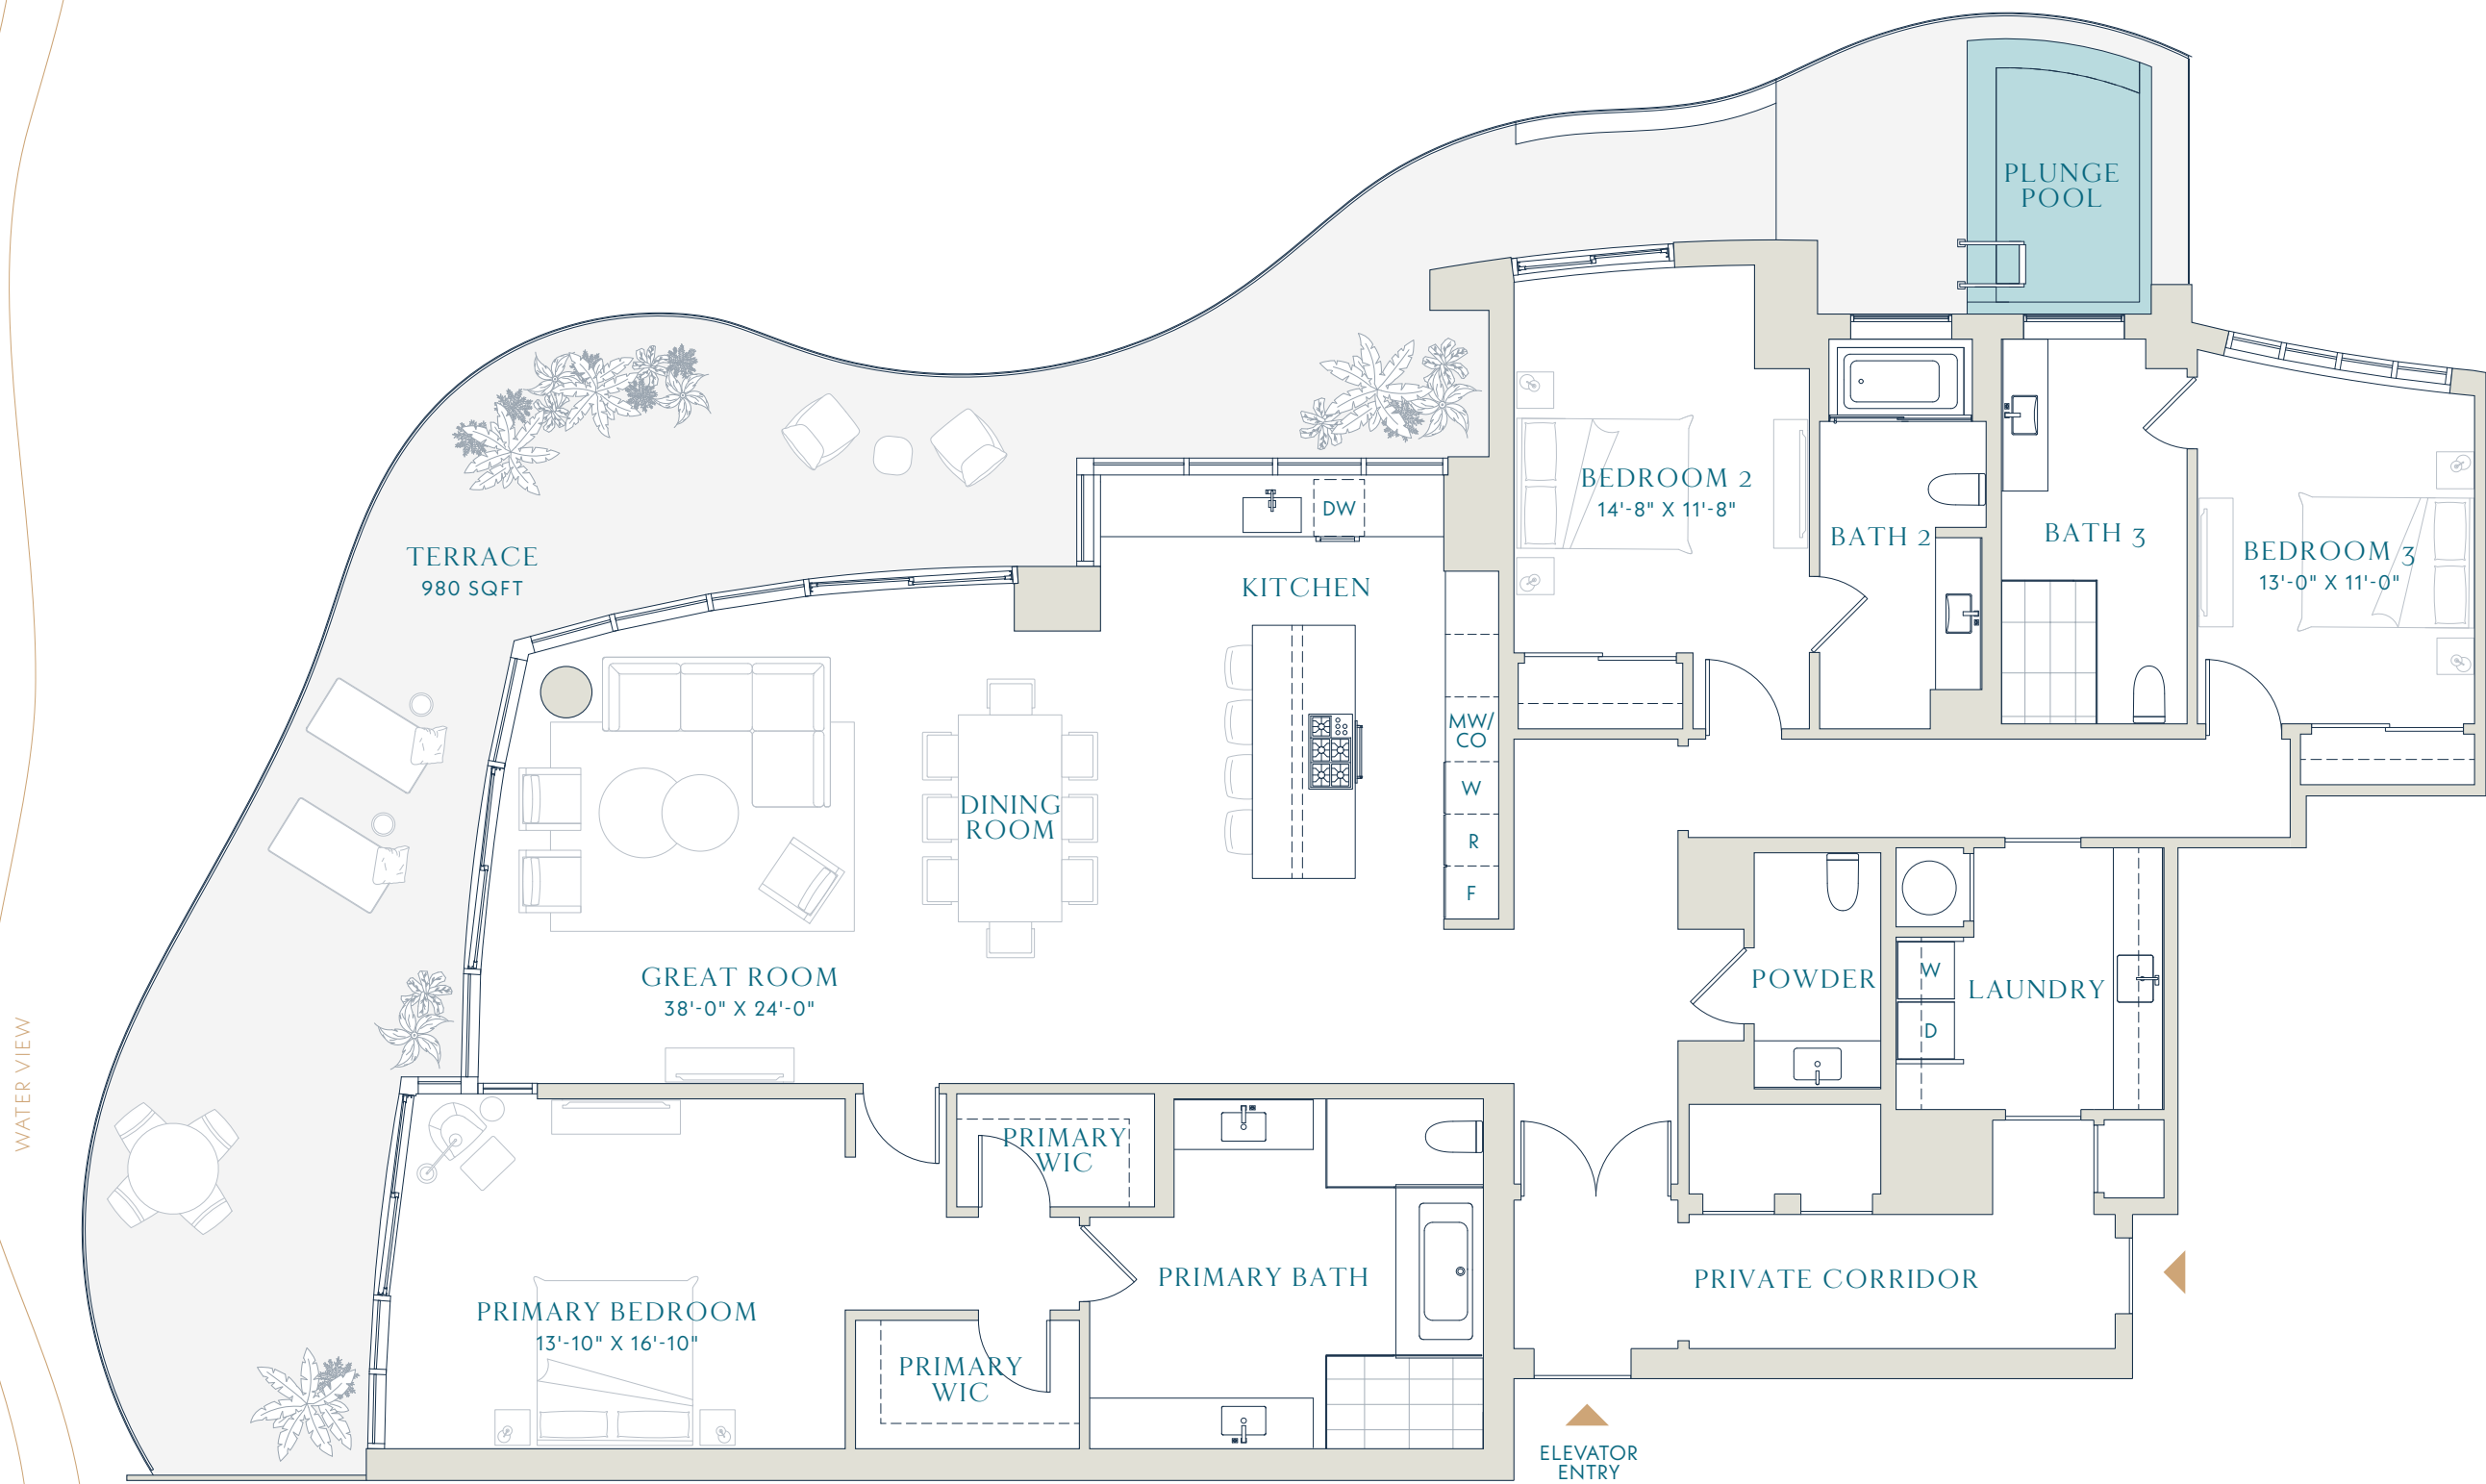 PLUNGE
POOL
BEDROOM 2
14'-8" X 11'-8"
BATH 2
BATH 3
BEDROOM 3
13'-0" X 11'-0"
TERRACE
980 SQFT
DW
KITCHEN
MW/
CO
W
R
F
DINING
ROOM
GREAT ROOM
38'-0" X 24'-0"
POWDER
W
D
LAUNDRY
WATER VIEW
PRIMARY
WIC
PRIMARY BATH
PRIVATE CORRIDOR
PRIMARY BEDROOM
13'-10" X 16'-10"
PRIMARY
WIC
ELEVATOR
ENTRY